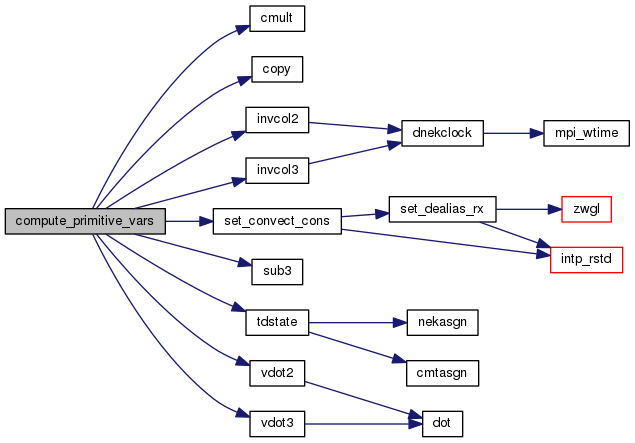 cmult
copy
invcol2
dnekclock
mpi_wtime
invcol3
compute_primitive_vars
set_convect_cons
set_dealias_rx
zwgl
intp_rstd
sub3
tdstate
nekasgn
cmtasgn
vdot2
vdot3
dot